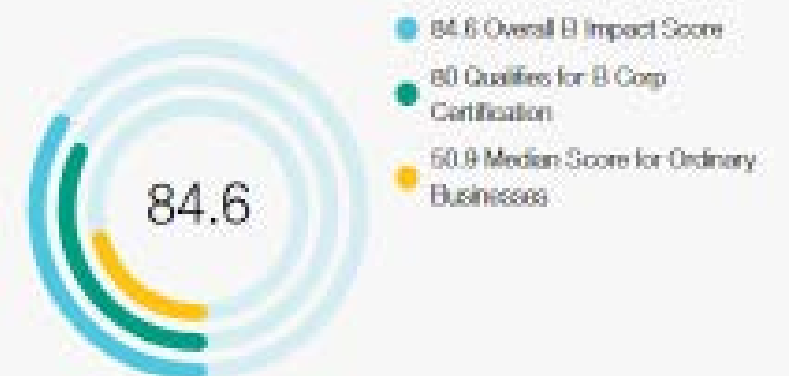 84.6
84.6 Overall B Impact Score
80 Qualifies for B Corp
Certification
50.9 Median Score for Ordinary
Businesses